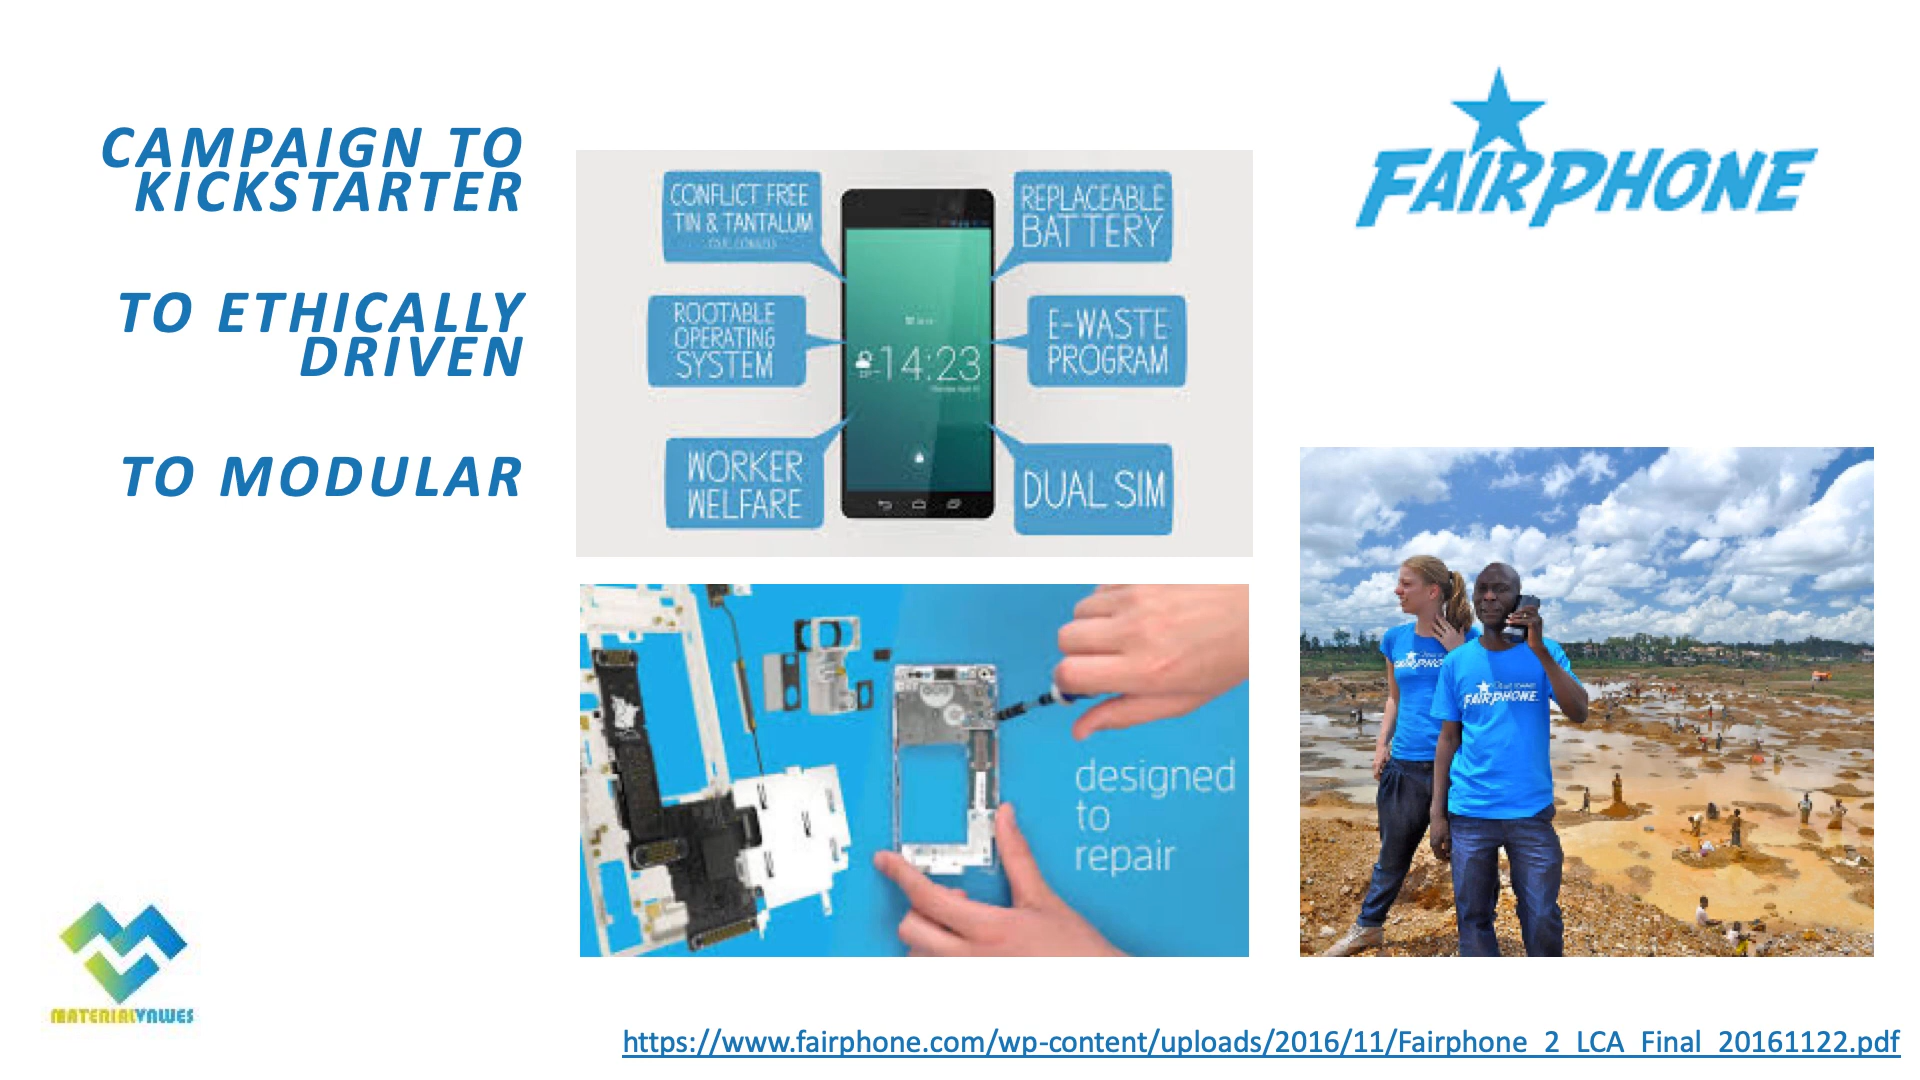 CAMPAIGN TO
KICKSTARTER
TO ETHICALLY
DRIVEN
TO MODULAR
CONFLICT FREE
TIN & TANTALUM
ROOTABLE
OPERATING
SYSTEM
WORKER
WELFARE
14:23
REPLACEABLE
BATTERY
E-WASTE
PROGRAM
DUAL SIM
FAIRPHONE
designed
to
repair
FAIRPHONE
FAIRPHONE
MATERIALVALUES
https://www.fairphone.com/wp-content/uploads/2016/11/Fairphone_2_LCA_Final_20161122.pdf